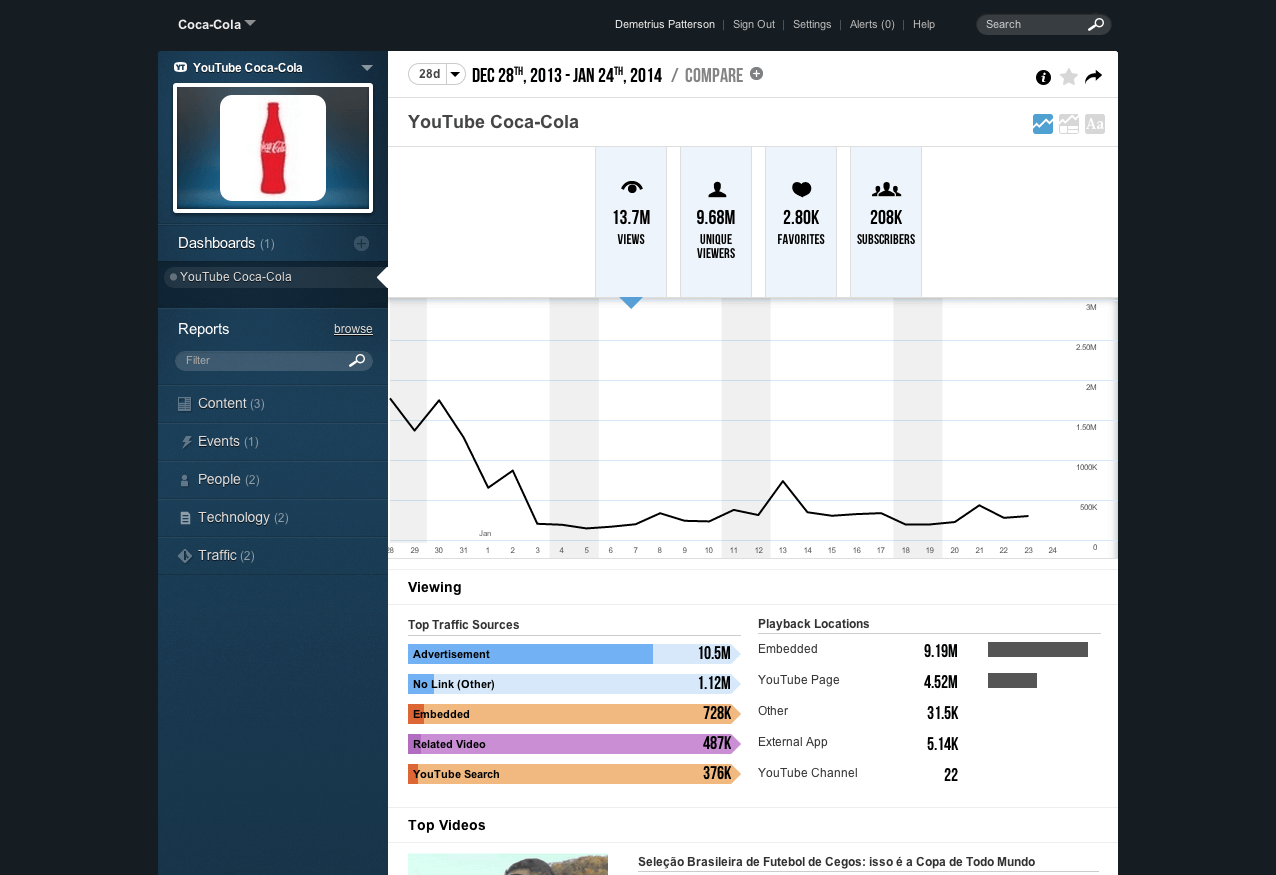 Coca-Cola
Demetrius Patterson | Sign Out | Settings | Alerts (0) | Help
Search
YouTube Coca-Cola
Coca-Cola
Dashboards (1)
YouTube Coca-Cola
Reports
browse
Filter
Content (3)
Events (1)
People (2)
Technology (2)
Traffic (2)
28d DEC 28TH, 2013 - JAN 24TH, 2014 / COMPARE
YouTube Coca-Cola
Aa
13.7M
VIEWS
9.68M
UNIQUE
VIEWERS
2.80K
FAVORITES
208K
SUBSCRIBERS
3M
2.50M
2M
1.50M
1000K
500K
0
Jan
28 29 30 31 1 2 3 4 5 6 7 8 9 10 11 12 13 14 15 16 17 18 19 20 21 22 23 24
Viewing
Top Traffic Sources
Advertisement 10.5M
No Link (Other) 1.12M
Embedded 728K
Related Video 487K
YouTube Search 376K
Playback Locations
Embedded 9.19M
YouTube Page 4.52M
Other 31.5K
External App 5.14K
YouTube Channel 22
Top Videos
Seleção Brasileira de Futebol de Cegos: isso é a Copa de Todo Mundo